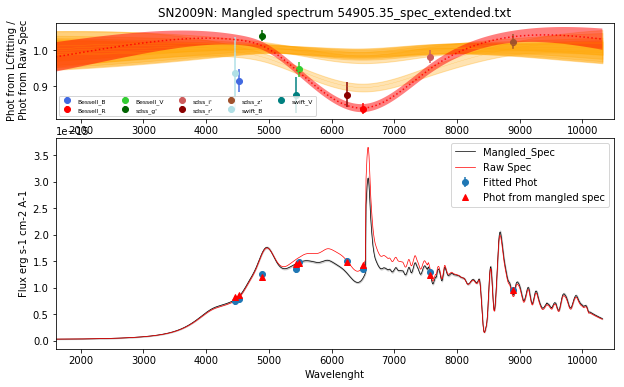 SN2009N: Mangled spectrum 54905.35_spec_extended.txt
Phot from LCfitting /
Phot from Raw Spec
1.0
0.9
Bessell_B
Bessell_R
Bessell_V
sdss_g'
sdss_i'
sdss_r'
sdss_z'
swift_B
swift_V
2000 3000 4000 5000 6000 7000 8000 9000 10000
Flux erg s-1 cm-2 A-1
3.5
3.0
2.5
2.0
1.5
1.0
0.5
0.0
Mangled_Spec
Raw Spec
Fitted Phot
Phot from mangled spec
2000 3000 4000 5000 6000 7000 8000 9000 10000
Wavelenght